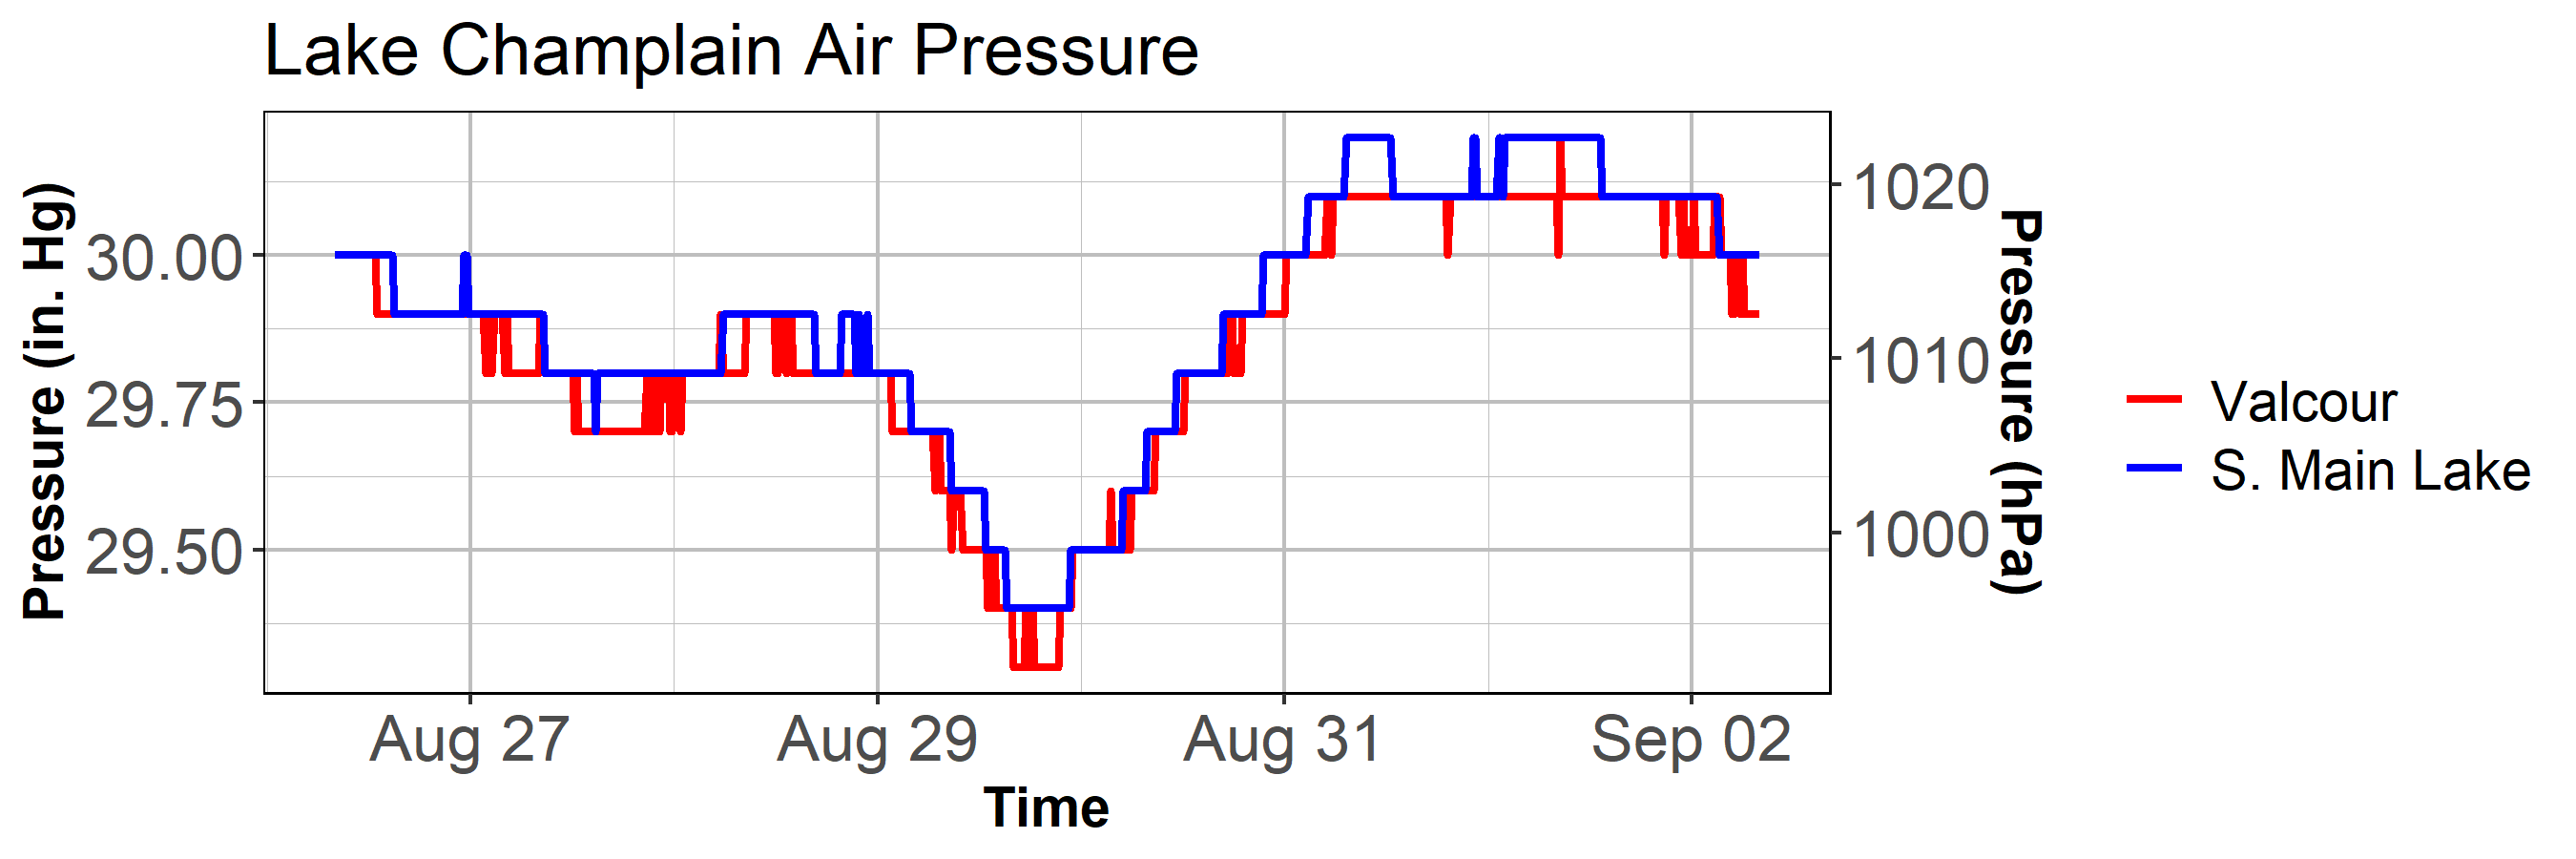 Lake Champlain Air Pressure
Pressure (in. Hg)
30.00
29.75
29.50
1020
1010
1000
Pressure (hPa)
Aug 27
Aug 29
Aug 31
Sep 02
Time
Valcour
S. Main Lake